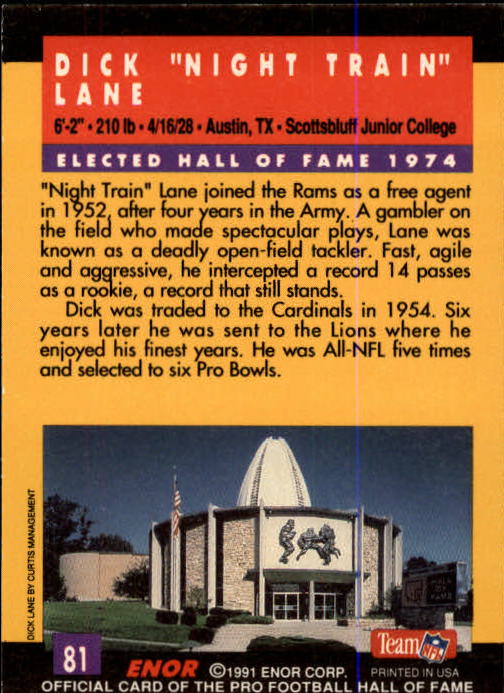 DICK "NIGHT TRAIN"
LANE
6'-2" • 210 lb • 4/16/28 • Austin, TX • Scottsbluff Junior College
ELECTED HALL OF FAME 1974
"Night Train" Lane joined the Rams as a free agent
in 1952, after four years in the Army. A gambler on
the field who made spectacular plays, Lane was
known as a deadly open-field tackler. Fast, agile
and aggressive, he intercepted a record 14 passes
as a rookie, a record that still stands.
Dick was traded to the Cardinals in 1954. Six
years later he was sent to the Lions where he
enjoyed his finest years. He was All-NFL five times
and selected to six Pro Bowls.
DICK LANE BY CURTIS MANAGEMENT
HALL
OF
FAME
81
ENOR ©1991 ENOR CORP.
Team NFL
PRINTED IN USA
OFFICIAL CARD OF THE PRO FOOTBALL HALL OF FAME